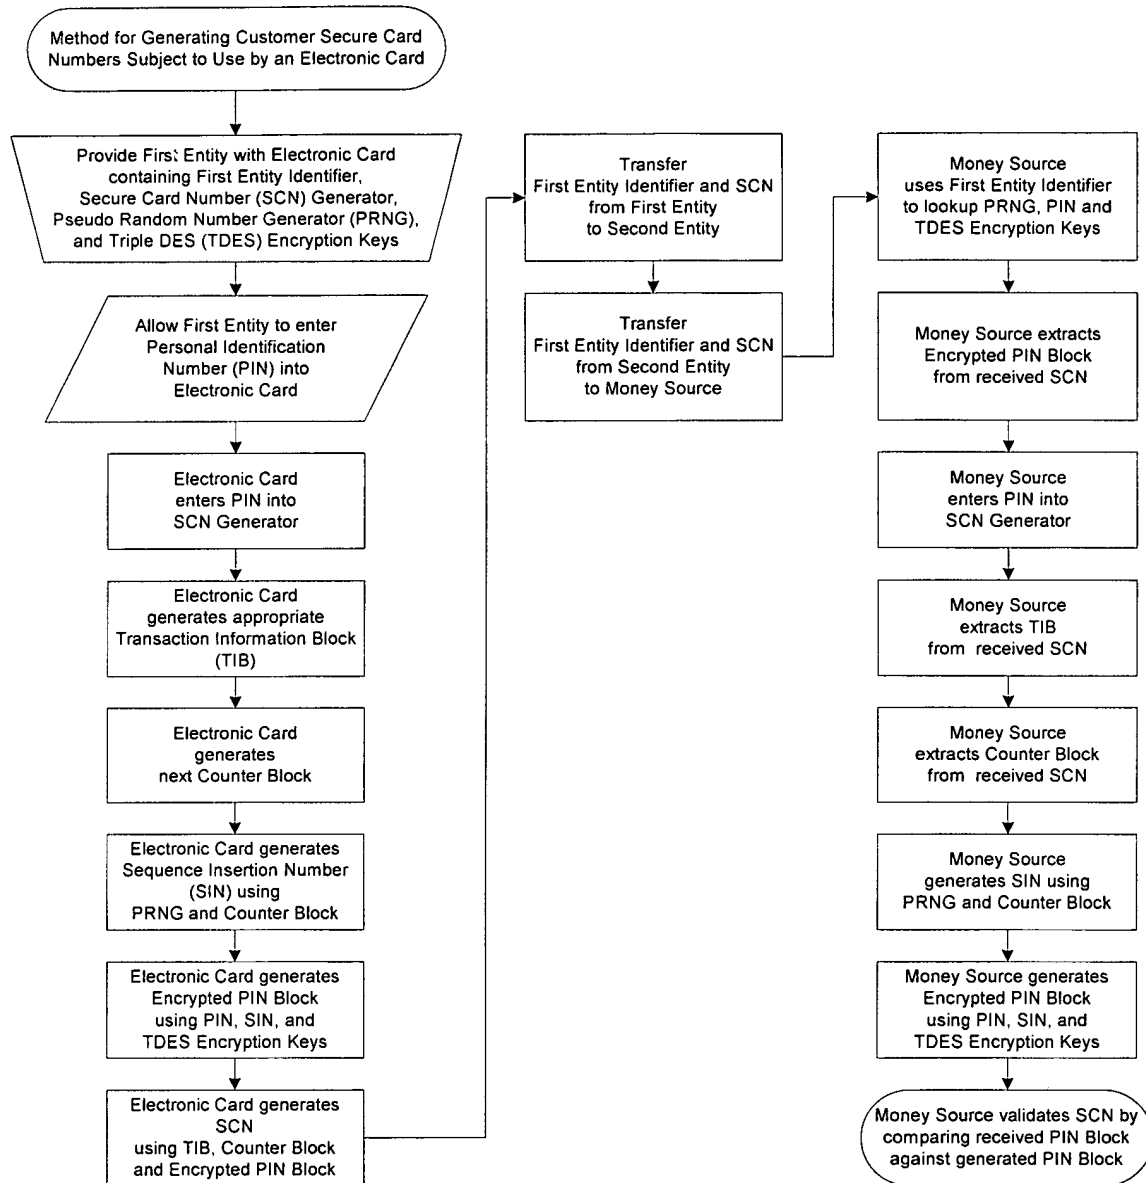 Method for Generating Customer Secure Card
Numbers Subject to Use by an Electronic Card
Provide First Entity with Electronic Card
containing First Entity Identifier,
Secure Card Number (SCN) Generator,
Pseudo Random Number Generator (PRNG),
and Triple DES (TDES) Encryption Keys
Allow First Entity to enter
Personal Identification
Number (PIN) into
Electronic Card
Electronic Card
enters PIN into
SCN Generator
Electronic Card
generates appropriate
Transaction Information Block
(TIB)
Electronic Card
generates
next Counter Block
Electronic Card generates
Sequence Insertion Number
(SIN) using
PRNG and Counter Block
Electronic Card generates
Encrypted PIN Block
using PIN, SIN, and
TDES Encryption Keys
Electronic Card generates
SCN
using TIB, Counter Block
and Encrypted PIN Block
Transfer
First Entity Identifier and SCN
from First Entity
to Second Entity
Transfer
First Entity Identifier and SCN
from Second Entity
to Money Source
Money Source
uses First Entity Identifier
to lookup PRNG, PIN and
TDES Encryption Keys
Money Source extracts
Encrypted PIN Block
from received SCN
Money Source
enters PIN into
SCN Generator
Money Source
extracts TIB
from received SCN
Money Source
extracts Counter Block
from received SCN
Money Source
generates SIN using
PRNG and Counter Block
Money Source generates
Encrypted PIN Block
using PIN, SIN, and
TDES Encryption Keys
Money Source validates SCN by
comparing received PIN Block
against generated PIN Block